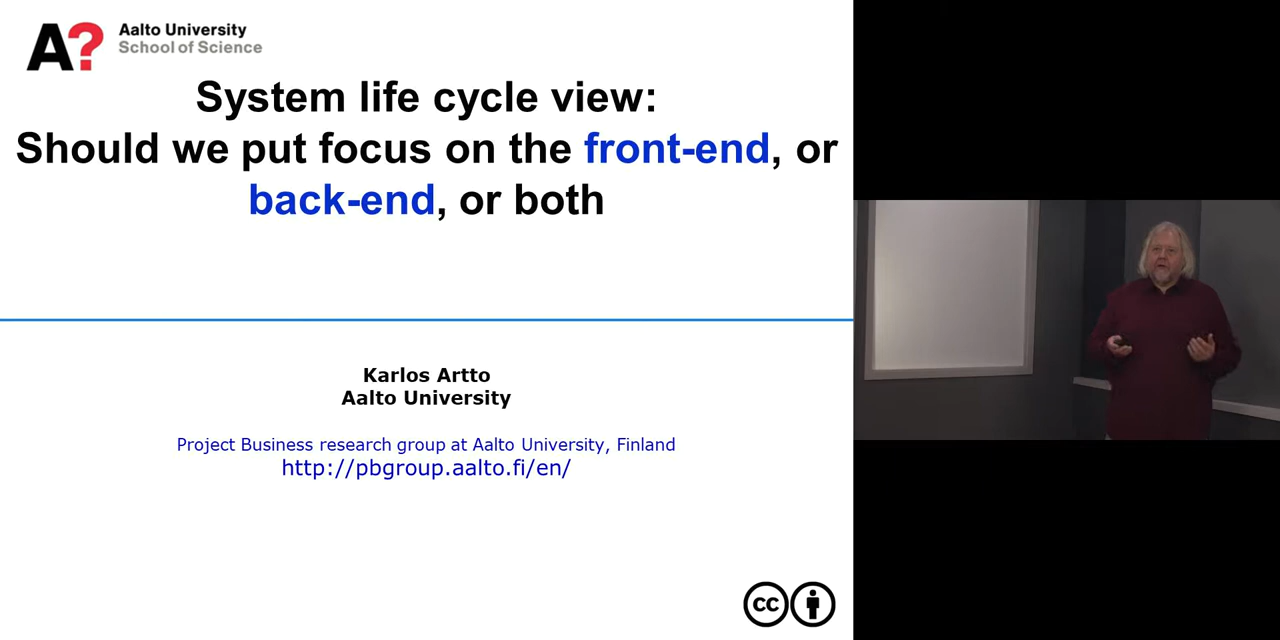 A?
Aalto University
School of Science
System life cycle view:
Should we put focus on the front-end, or
back-end, or both
Karlos Artto
Aalto University
Project Business research group at Aalto University, Finland
http://pbgroup.aalto.fi/en/
cc